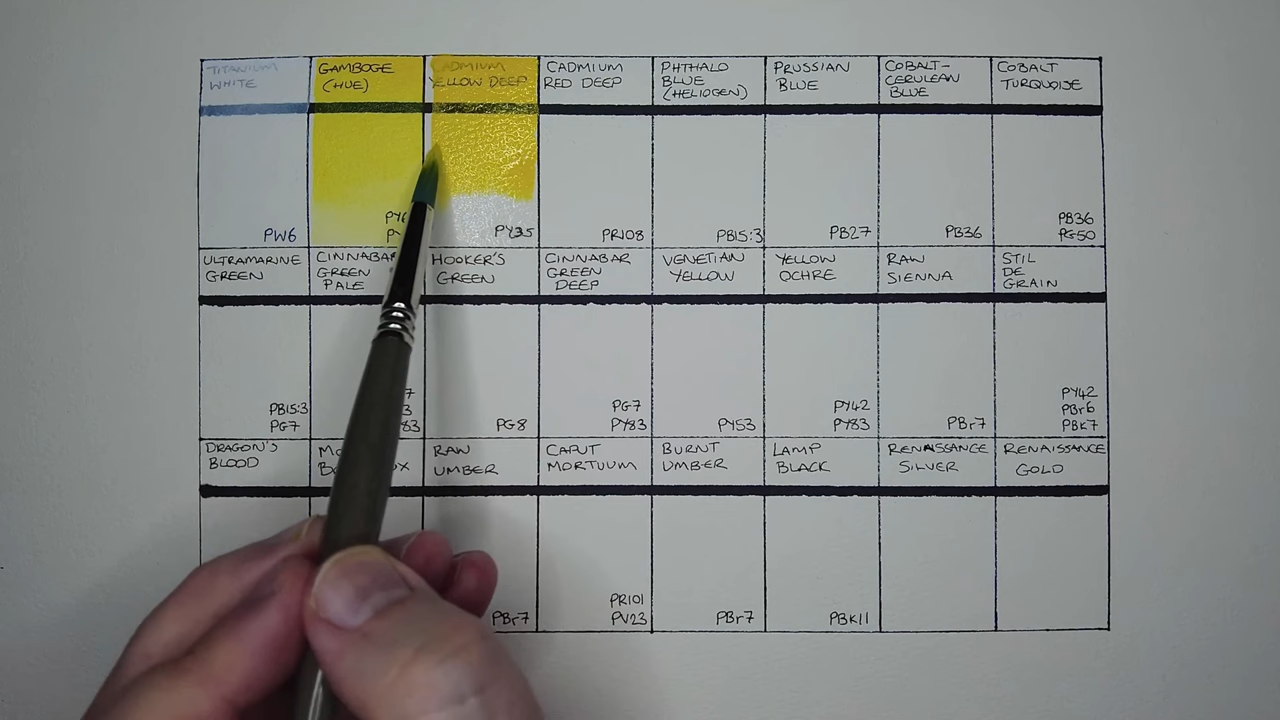 TITANIUM
WHITE
GAMBOGE
(HUE)
CADMIUM
YELLOW DEEP
CADMIUM
RED DEEP
PHTHALO
BLUE
(HELIOGEN)
PRUSSIAN
BLUE
COBALT-
CERULEAN
BLUE
COBALT
TURQUOISE
PW6
PY35
PR108
PB15:3
PB27
PB36
PB36
PG50
ULTRAMARINE
GREEN
GREEN
PALE
HOOKER'S
GREEN
CINNABAR
GREEN
DEEP
VENETIAN
YELLOW
YELLOW
OCHRE
RAW
SIENNA
STIL
DE
GRAIN
PB15:3
PG7
PG8
PG7
PY83
PY53
PY42
PY83
PBr7
PY42
PBr6
PBk7
DRAGON'S
BLOOD
RAW
UMBER
CAPUT
MORTUUM
BURNT
UMBER
LAMP
BLACK
RENAISSANCE
SILVER
RENAISSANCE
GOLD
PBr7
PR101
PV23
PBr7
PBk11